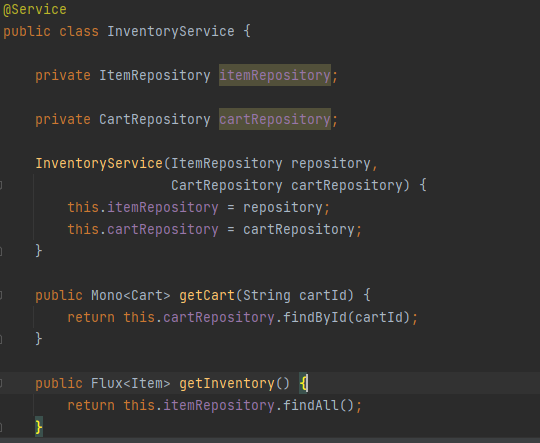 @Service
public class InventoryService {
private ItemRepository itemRepository;
private CartRepository cartRepository;
InventoryService(ItemRepository repository,
CartRepository cartRepository) {
this.itemRepository = repository;
this.cartRepository = cartRepository;
}
public Mono<Cart> getCart(String cartId) {
return this.cartRepository.findById(cartId);
}
public Flux<Item> getInventory() {
return this.itemRepository.findAll();
}